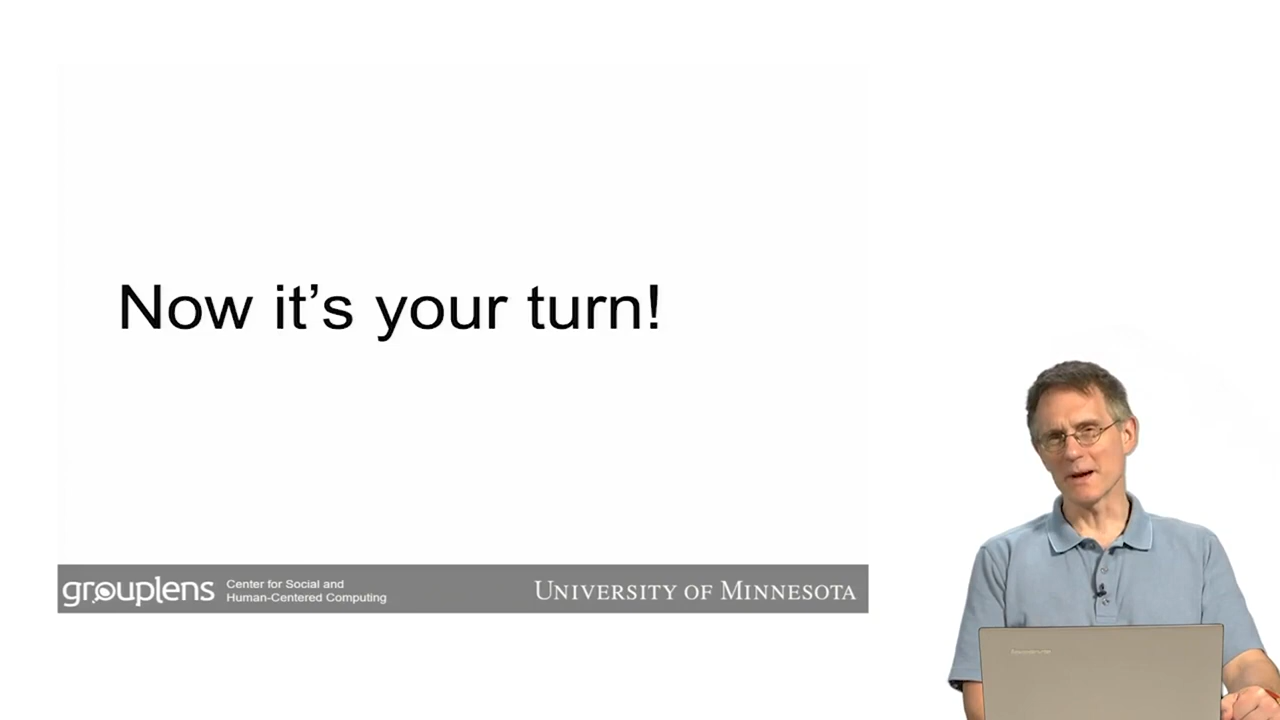 Now it's your turn!
grouplens
Center for Social and
Human-Centered Computing
UNIVERSITY OF MINNESOTA